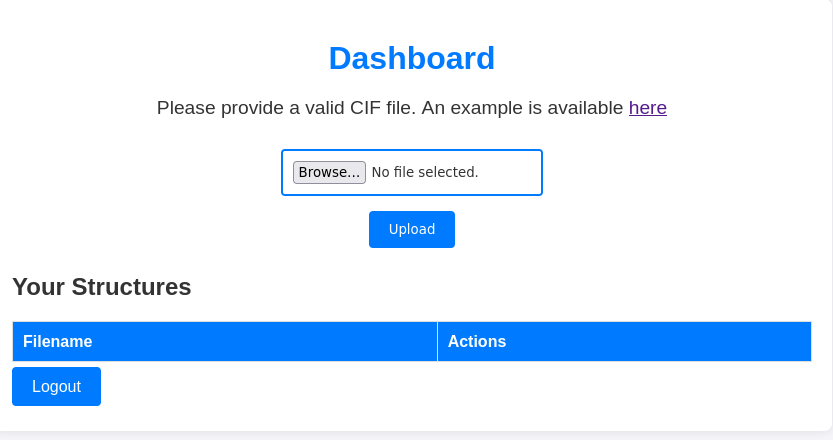 Dashboard
Please provide a valid CIF file. An example is available here
Browse... No file selected.
Upload
Your Structures
Filename Actions
Logout